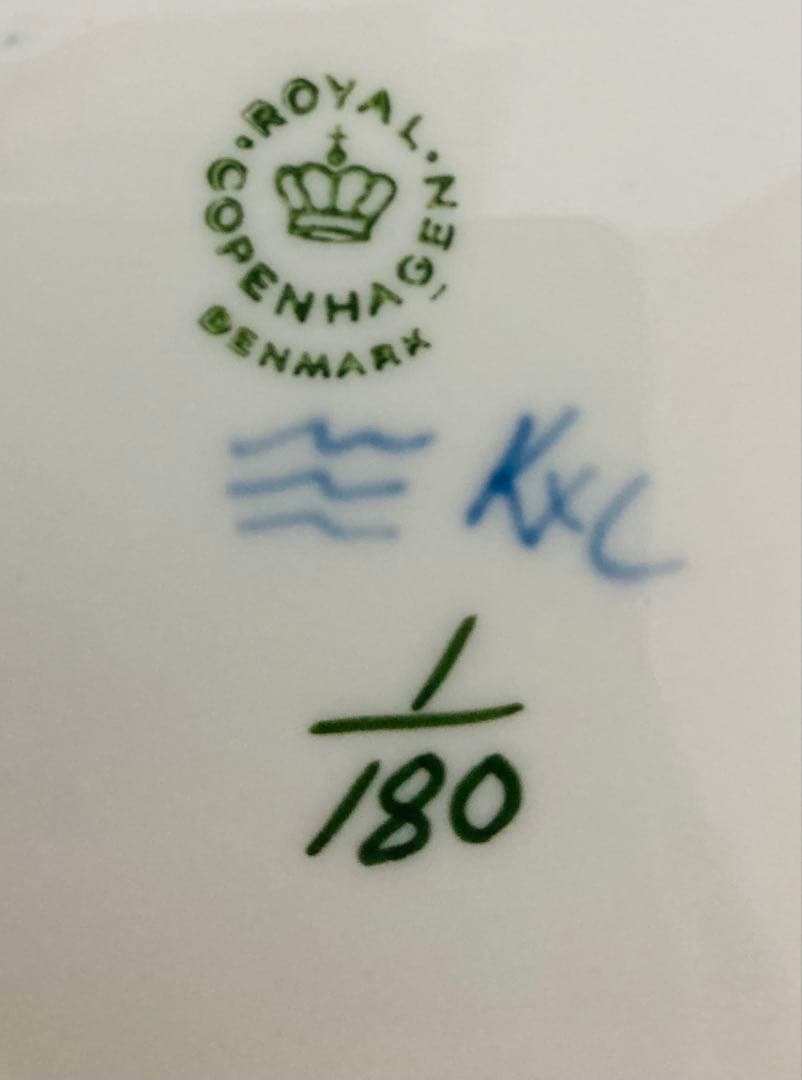 ROYAL
COPENHAGEN
DENMARK
KxL
1
180